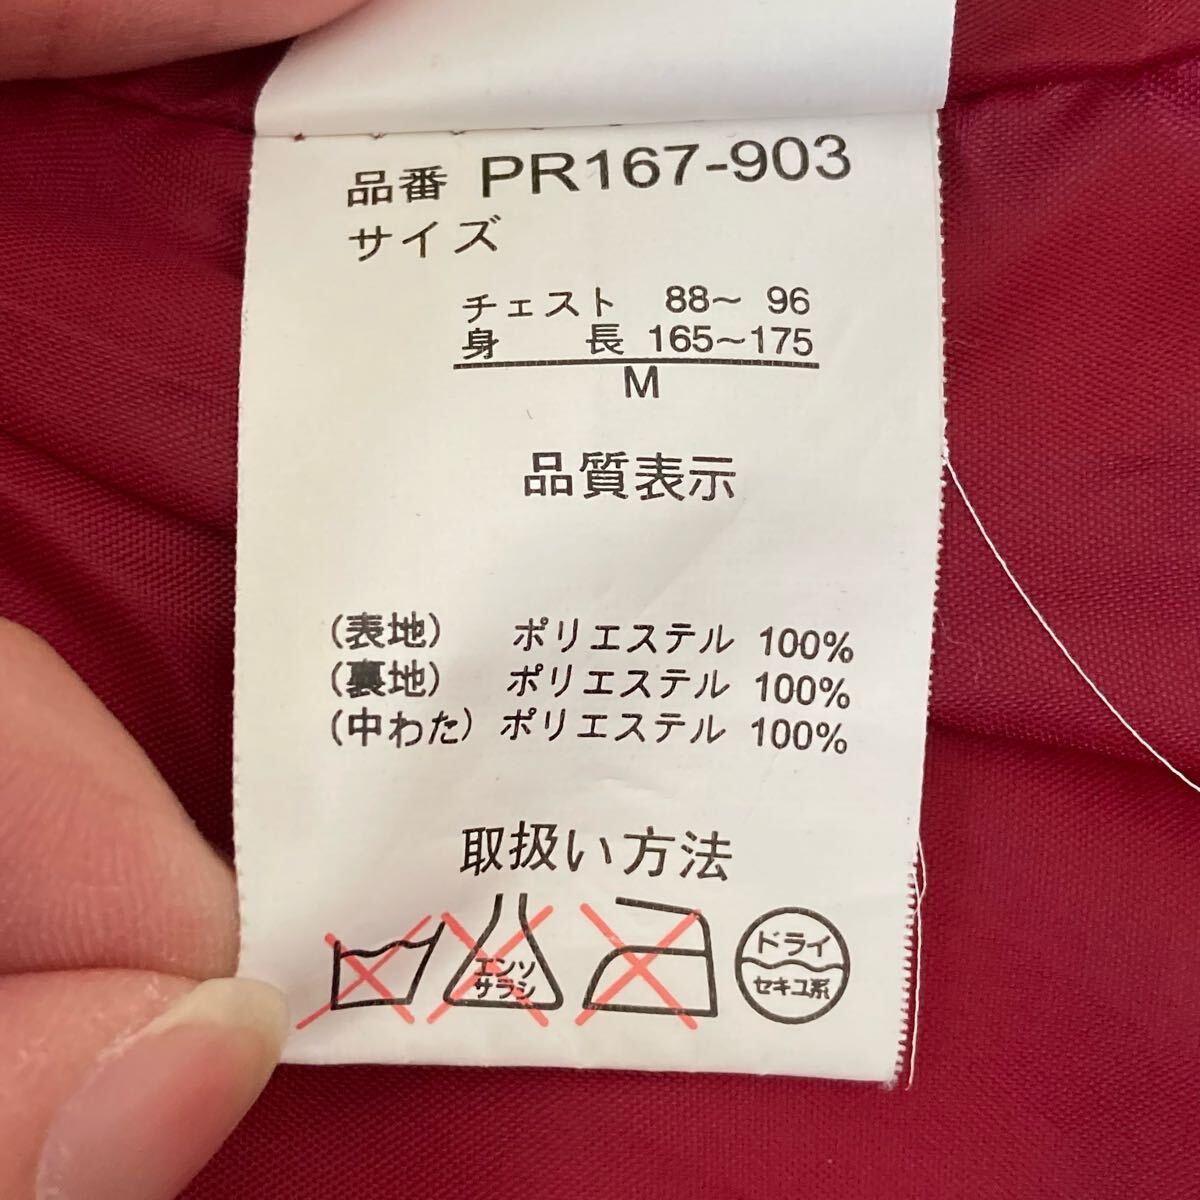 品番 PR167-903
サイズ
チェスト 88～ 96
身 長 165～175
M
品質表示
(表地) ポリエステル 100%
(裏地) ポリエステル 100%
(中わた) ポリエステル 100%
取扱い方法
エンソ
サラシ
ドライ
セキユ系